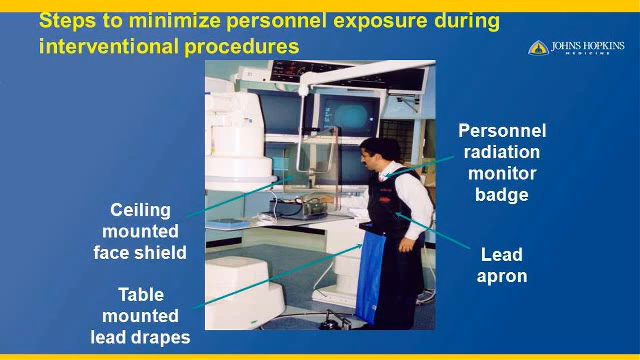 Steps to minimize personnel exposure during
interventional procedures
JOHNS HOPKINS
MEDICINE
Personnel
radiation
monitor
badge
Ceiling
mounted
face shield
Lead
apron
Table
mounted
lead drapes